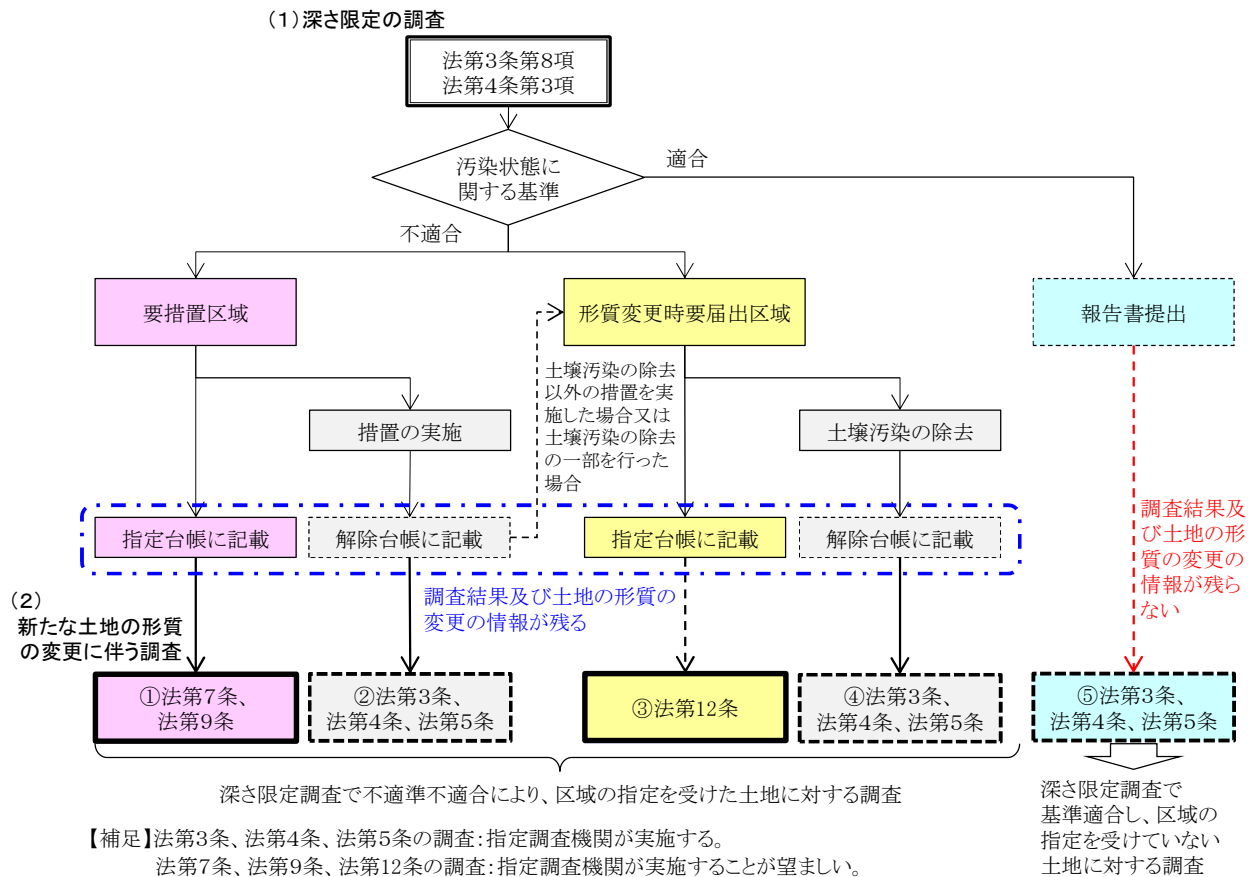 (1)深さ限定の調査
法第3条第8項
法第4条第3項
汚染状態に
関する基準
適合
不適合
要措置区域
形質変更時要届出区域
報告書提出
土壌汚染の除去
以外の措置を実
施した場合又は
土壌汚染の除去
の一部を行った
場合
措置の実施
土壌汚染の除去
指定台帳に記載
解除台帳に記載
指定台帳に記載
解除台帳に記載
調査結果及
び土地の形
質の変更の
情報が残ら
ない
調査結果及び土地の形質の
変更の情報が残る
(2)
新たな土地の形質
の変更に伴う調査
①法第7条、
法第9条
②法第3条、
法第4条、法第5条
③法第12条
④法第3条、
法第4条、法第5条
⑤法第3条、
法第4条、法第5条
深さ限定調査で不適準不適合により、区域の指定を受けた土地に対する調査
深さ限定調査で
基準適合し、区域の
指定を受けていない
土地に対する調査
【補足】法第3条、法第4条、法第5条の調査:指定調査機関が実施する。
法第7条、法第9条、法第12条の調査:指定調査機関が実施することが望ましい。